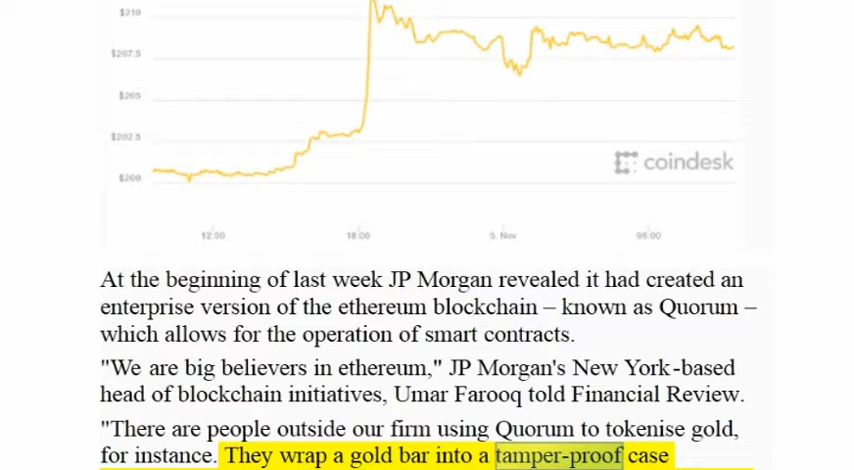 $210
$207.5
$205
$202.5
$200
coindesk
12:00
18:00
5. Nov
06:00
At the beginning of last week JP Morgan revealed it had created an
enterprise version of the ethereum blockchain – known as Quorum –
which allows for the operation of smart contracts.
"We are big believers in ethereum," JP Morgan's New York-based
head of blockchain initiatives, Umar Farooq told Financial Review.
"There are people outside our firm using Quorum to tokenise gold,
for instance. They wrap a gold bar into a tamper-proof case